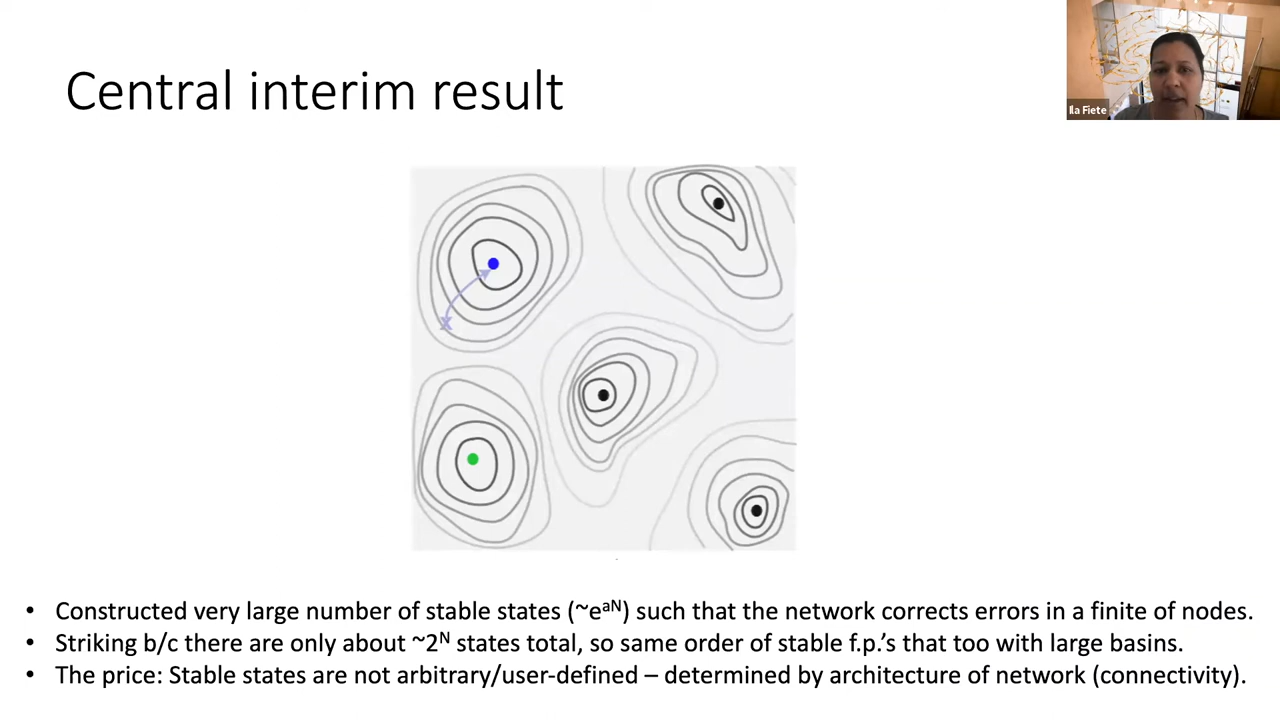 Central interim result
Ila Fiete
x
• Constructed very large number of stable states (~eᵃᴺ) such that the network corrects errors in a finite of nodes.
• Striking b/c there are only about ~2ᴺ states total, so same order of stable f.p.'s that too with large basins.
• The price: Stable states are not arbitrary/user-defined – determined by architecture of network (connectivity).